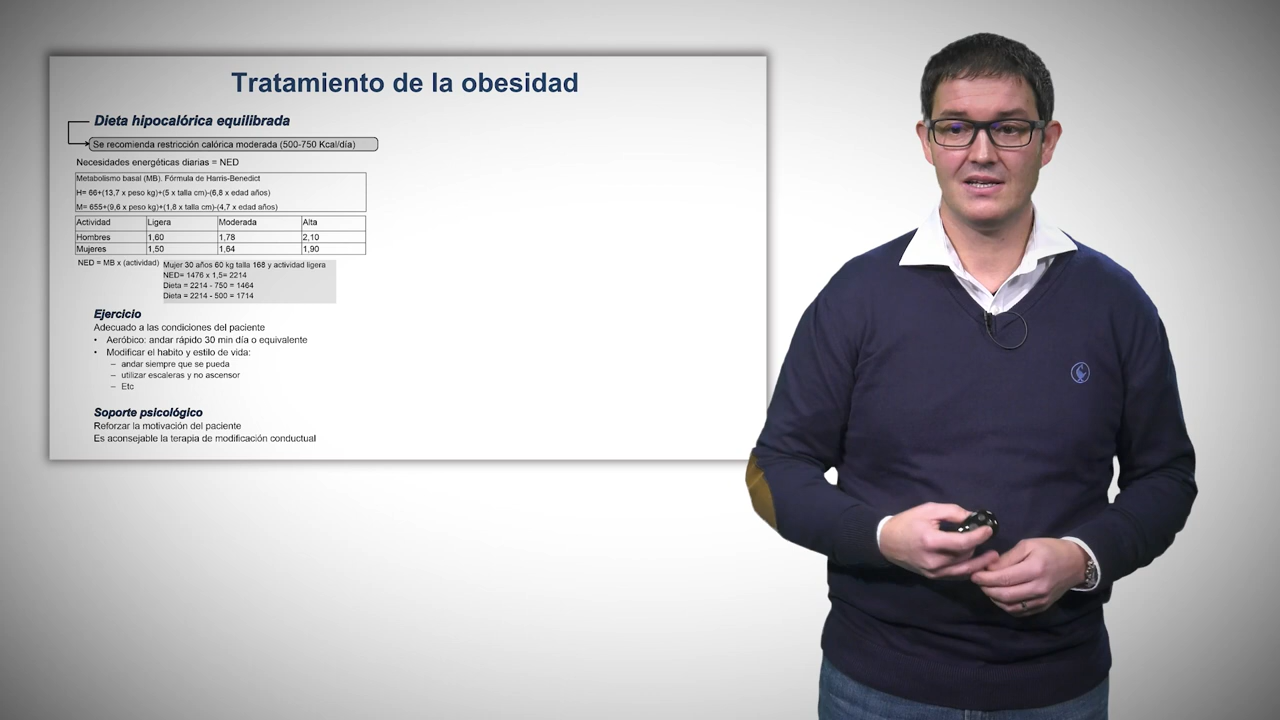 Tratamiento de la obesidad
Dieta hipocalórica equilibrada
Se recomienda restricción calórica moderada (500-750 Kcal/día)
Necesidades energéticas diarias = NED
Metabolismo basal (MB). Fórmula de Harris-Benedict
H= 66+(13,7 x peso kg)+(5 x talla cm)-(6,8 x edad años)
M= 655+(9,6 x peso kg)+(1,8 x talla cm)-(4,7 x edad años)
Actividad Ligera Moderada Alta
Hombres 1,60 1,78 2,10
Mujeres 1,50 1,64 1,90
NED = MB x (actividad)
Mujer 30 años 60 kg talla 168 y actividad ligera
NED= 1476 x 1,5= 2214
Dieta = 2214 - 750 = 1464
Dieta = 2214 - 500 = 1714
Ejercicio
Adecuado a las condiciones del paciente
• Aeróbico: andar rápido 30 min día o equivalente
• Modificar el habito y estilo de vida:
– andar siempre que se pueda
– utilizar escaleras y no ascensor
– Etc
Soporte psicológico
Reforzar la motivación del paciente
Es aconsejable la terapia de modificación conductual